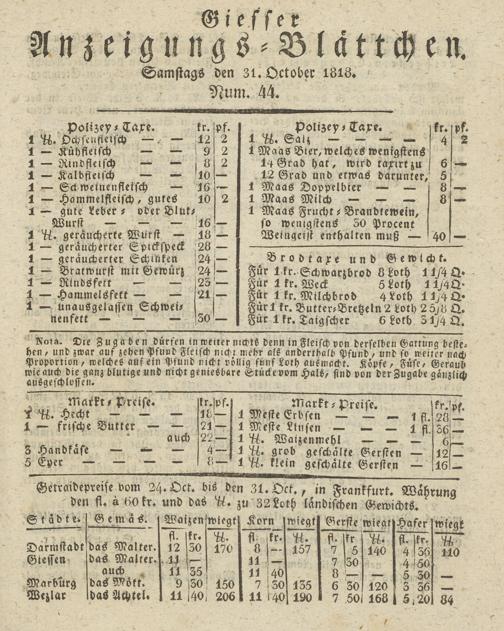 Giesser
Anzeigungs-Blättchen.
Samstags den 31. October 1818.
Num. 44.
Polizey-Taxe. kr. pf.
1 ℔. Ochsenfleisch — — 12 2
1 — Kühfleisch — — 9 2
1 — Rindfleisch — — 8 2
1 — Kalbfleisch — — 10 —
1 — Schweinenfleisch — 16 —
1 — Hammelfleisch, gutes 10 2
1 — gute Leber- oder Blut-
Wurst — — 16 —
1 ℔. geräucherte Wurst — 18 —
1 — geräucherter Spickspeck 28 —
1 — geräucherter Schinken 24 —
1 — Bratwurst mit Gewürz 24 —
1 — Rindsfett — — 23 —
1 — Hammelsfett — — 21 —
1 — unausgelassen Schwei-
nenfett — — — 30 —
Polizey-Taxe. kr. pf.
1 ℔. Salz — — — 4 2
1 Maas Bier, welches wenigstens
14 Grad hat, wird taxirt zu 6 —
12 Grad und etwas darunter, 5
1 Maas Doppelbier — — 8 —
1 Maas Milch — — — 8 —
1 Maas Frucht-Brandtewein,
so wenigstens 30 Procent
Weingeist enthalten muß — 40 —
Brodtaxe und Gewicht.
Für 1 kr. Schwarzbrod 8 Loth 1 1/4 Q.
Für 1 kr. Weck 5 Loth 1 1/4 Q.
Für 1 kr. Milchbrod 4 Loth 1 1/4 Q.
Für 1 kr. Butter-Bretzeln 2 Loth 2 5/8 Q.
Für 1 kr. Taigscher 6 Loth 3 1/4 Q.
Nota. Die Zugaben dürfen in weiter nichts denn in Fleisch von derselben Gattung beste-
hen, und zwar auf zehen Pfund Fleisch nicht mehr als anderthalb Pfund, und so weiter nach
Proportion, welches auf ein Pfund nicht völlig fünf Loth ausmacht. Köpfe, Füse, Geraub
wie auch die ganz blutige und nicht geniesbare Stücke vom Hals, sind von der Zugabe gänzlich
ausgeschlossen.
Markt-Preise. kr. pf.
1 ℔. Hecht — — — 18 —
1 — frische Butter — — 21 —
auch 22 —
3 Handkäse — — — 4 —
5 Eyer — — — — 8 —
Markt-Preise. kr. pf.
1 Meste Erbsen — — — 1 fl. 28 —
1 Meste Linsen — — — 1 fl. 36 —
1 ℔. Waizenmehl — — 6 —
1 ℔. grob geschälte Gersten — 12 —
1 ℔. klein geschälte Gersten — 16 —
Getraidepreise vom 24. Oct. bis den 31. Oct., in Frankfurt. Währung
den fl. à 60 kr. und das ℔. zu 32 Loth ländischen Gewichts.
Städte. Gemäs. Waizen wiegt Korn wiegt Gerste wiegt Hafer wiegt
fl. kr. fl. kr. fl. kr. fl. kr.
Darmstadt das Malter. 12 30 170 8 — 157 7 5 140 4 36 110
Giessen das Malter. 11 — 11 — 7 30 4 50
auch 11 35 11 40 8 — 5 30
Marburg das Mött. 9 30 150 7 30 135 6 30 120 3 36
Wezlar das Achtel. 11 40 206 11 40 190 7 50 168 5 20 84